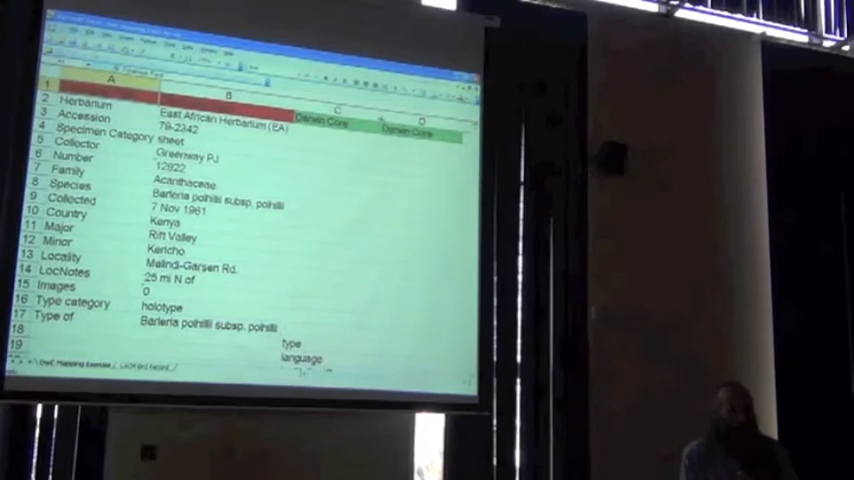 A B C D
1 Darwin Core Darwin Core
2 Herbarium East African Herbarium (EA)
3 Accession 79-2342
4 Specimen Category sheet
5 Collector Greenway PJ
6 Number 12922
7 Family Acanthaceae
8 Species Barleria polhilli subsp. polhilli
9 Collected 7 Nov 1961
10 Country Kenya
11 Major Rift Valley
12 Minor Kericho
13 Locality Malindi-Garsen Rd.
14 LocNotes 25 mi N of
15 Images 0
16 Type category holotype
17 Type of Barleria polhillii subsp. polhilli
18 type
19 language
DwC Mapping Exercise